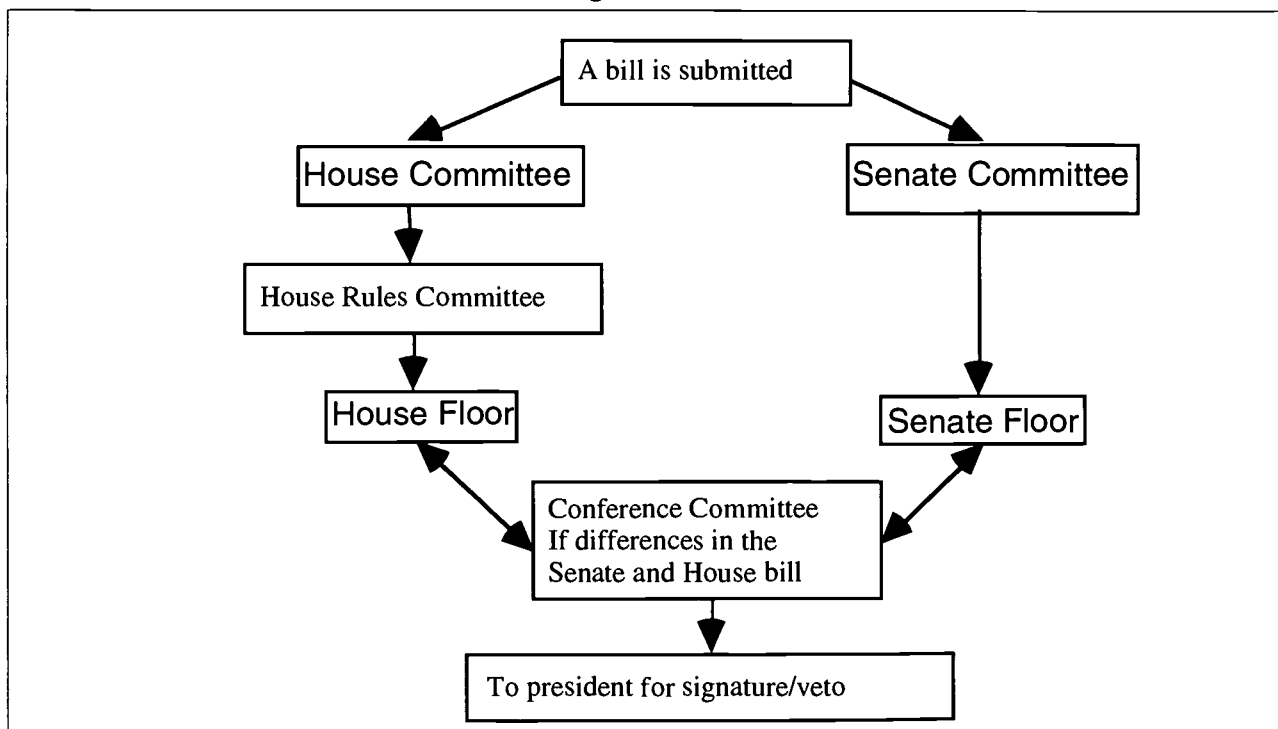 A bill is submitted
House Committee
Senate Committee
House Rules Committee
House Floor
Senate Floor
Conference Committee
If differences in the
Senate and House bill
To president for signature/veto